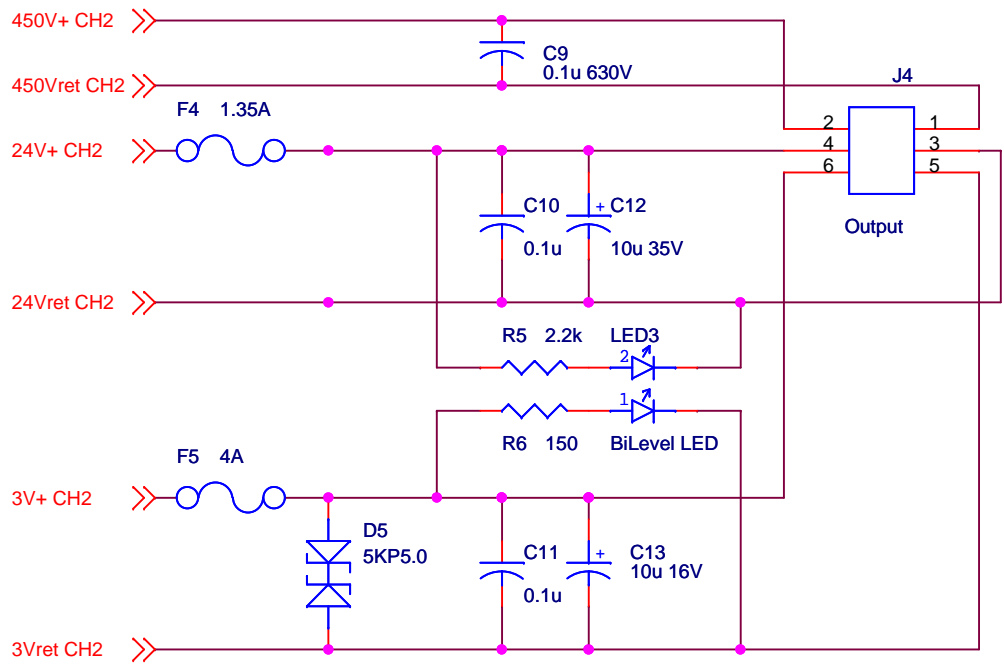 450V+ CH2
C9
0.1u 630V
450Vret CH2
J4
F4 1.35A
2
1
24V+ CH2
4
3
6
5
C10
+ C12
0.1u
10u 35V
Output
24Vret CH2
R5 2.2k
LED3
2
1
R6 150
BiLevel LED
F5 4A
3V+ CH2
D5
5KP5.0
C11
+
C13
10u 16V
0.1u
3Vret CH2